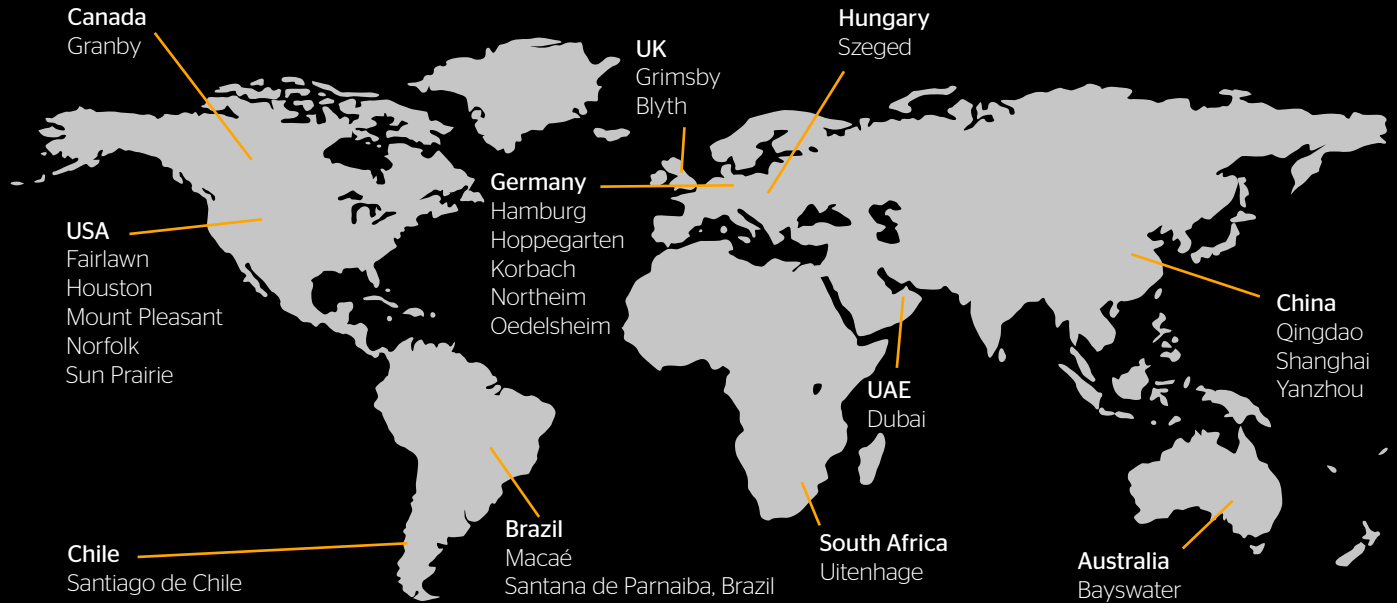 Canada
Granby
Hungary
Szeged
UK
Grimsby
Blyth
Germany
Hamburg
Hoppegarten
Korbach
Northeim
Oedelsheim
USA
Fairlawn
Houston
Mount Pleasant
Norfolk
Sun Prairie
China
Qingdao
Shanghai
Yanzhou
UAE
Dubai
Chile
Santiago de Chile
Brazil
Macaé
Santana de Parnaiba, Brazil
South Africa
Uitenhage
Australia
Bayswater